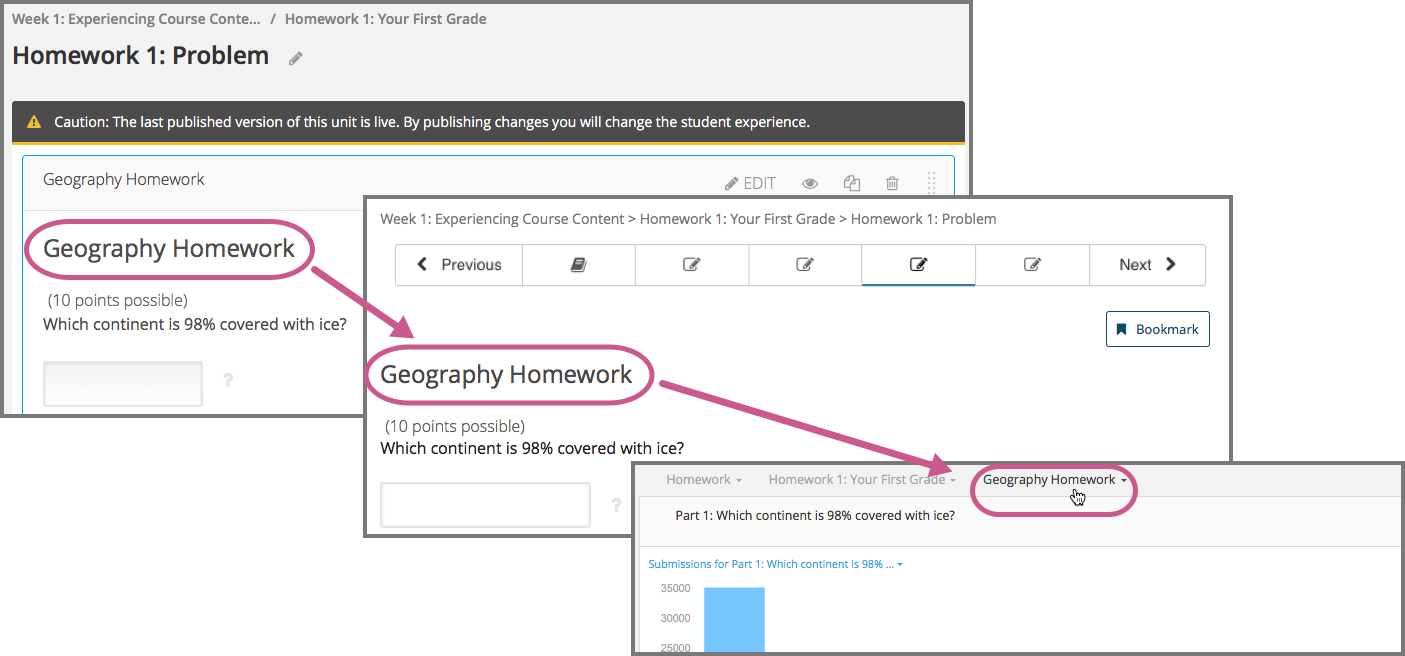 Week 1: Experiencing Course Conte... / Homework 1: Your First Grade
Homework 1: Problem
Caution: The last published version of this unit is live. By publishing changes you will change the student experience.
Geography Homework
EDIT
Geography Homework
(10 points possible)
Which continent is 98% covered with ice?
?
Week 1: Experiencing Course Content > Homework 1: Your First Grade > Homework 1: Problem
Previous
Next
Bookmark
Geography Homework
(10 points possible)
Which continent is 98% covered with ice?
?
Homework
Homework 1: Your First Grade
Geography Homework
Part 1: Which continent is 98% covered with ice?
Submissions for Part 1: Which continent is 98% ...
35000
30000
25000